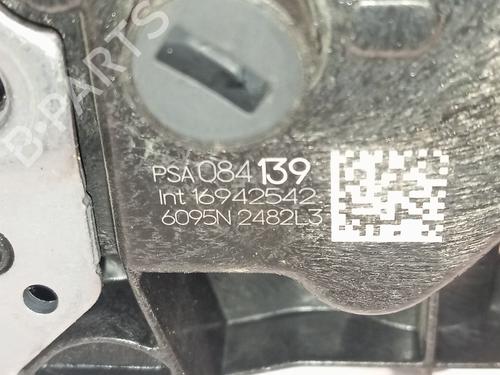 B-PARTS
PSA 084 139
Int 16942542
6095N 2482L3